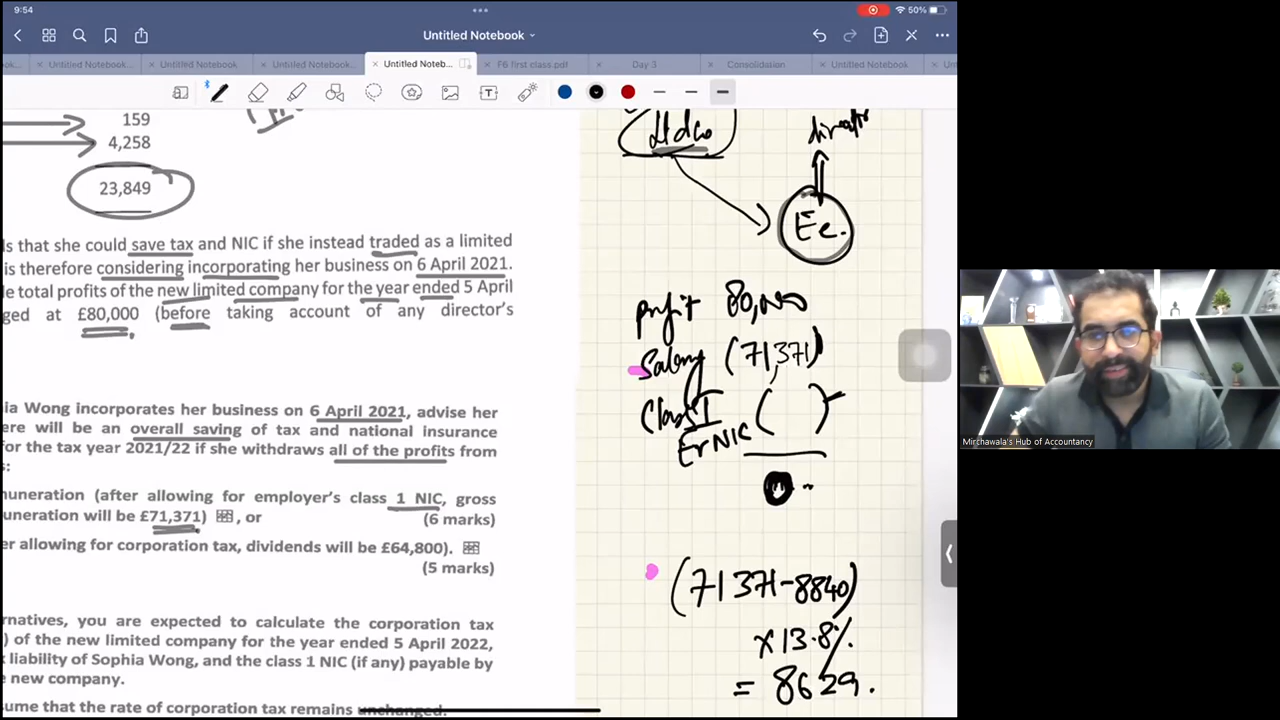 9:54
50%
Untitled Notebook
Untitled Notebook...
Untitled Notebook
Untitled Notebook.
Untitled Noteb...
F6 first class.pdf
Day 3
Consolidation
Untitled Notebook
159
4,258
23,849
ls that she could save tax and NIC if she instead traded as a limited
is therefore considering incorporating her business on 6 April 2021.
le total profits of the new limited company for the year ended 5 April
ged at £80,000 (before taking account of any director's
ia Wong incorporates her business on 6 April 2021, advise her
ere will be an overall saving of tax and national insurance
for the tax year 2021/22 if she withdraws all of the profits from
s:
nuneration (after allowing for employer's class 1 NIC, gross
uneration will be £71,371) , or
(6 marks)
er allowing for corporation tax, dividends will be £64,800).
(5 marks)
rnatives, you are expected to calculate the corporation tax
) of the new limited company for the year ended 5 April 2022,
x liability of Sophia Wong, and the class 1 NIC (if any) payable by
e new company.
sume that the rate of corporation tax remains unchanged.
Ltd co
director
Ee.
profit 80,000
Salary (71,371)
Class I ( )
Er NIC
(71371-8840)
x 13.8%
= 8629.
Mirchawala's Hub of Accountancy